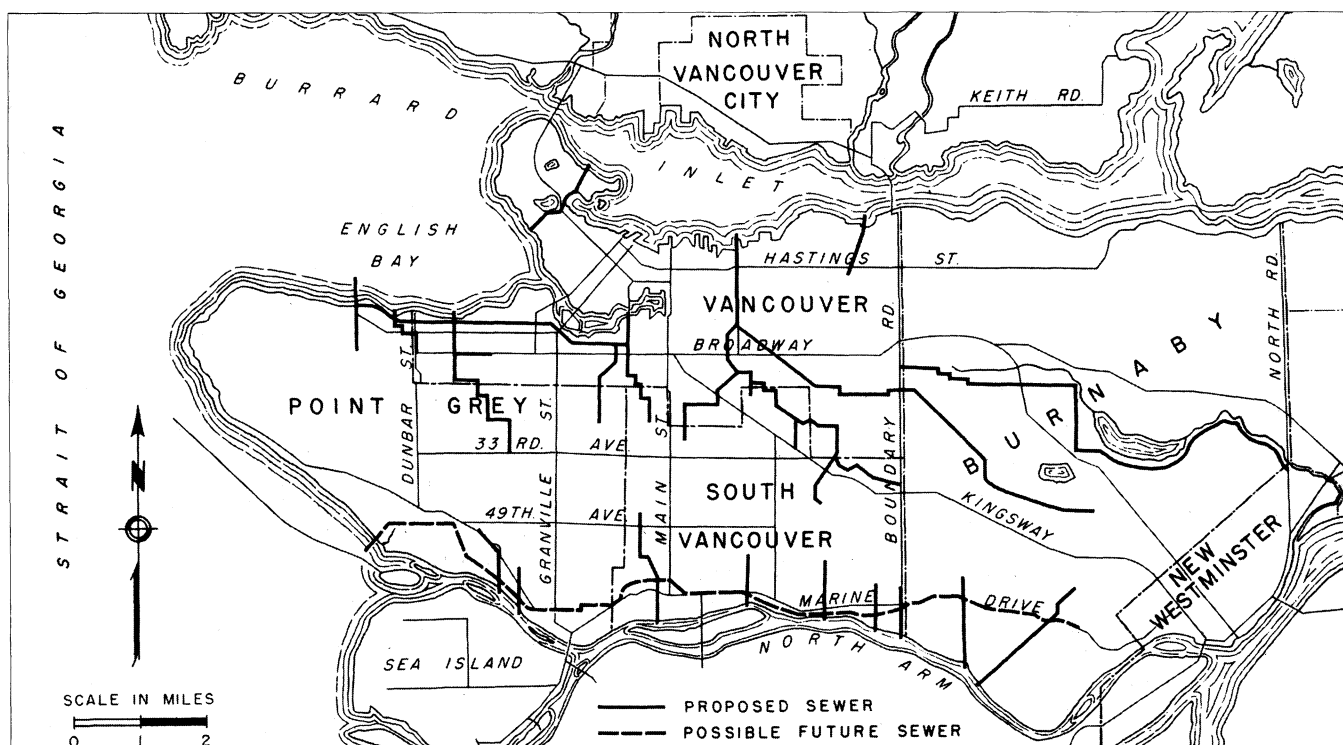 NORTH
VANCOUVER
CITY
KEITH RD.
BURRARD
INLET
STRAIT OF GEORGIA
ENGLISH
BAY
HASTINGS ST.
VANCOUVER
BROADWAY
NORTH RD.
BOUNDARY RD.
BURNABY
POINT GREY
DUNBAR ST.
GRANVILLE ST.
MAIN ST.
33 RD. AVE
49TH. AVE.
SOUTH
VANCOUVER
KINGSWAY
NEW
WESTMINSTER
MARINE DRIVE
NORTH ARM
SEA ISLAND
N
SCALE IN MILES
0 1 2
PROPOSED SEWER
POSSIBLE FUTURE SEWER